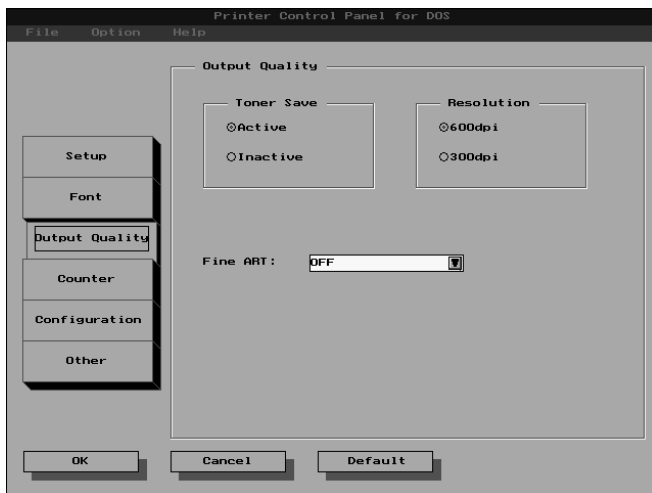 Printer Control Panel for DOS
File Option Help
Output Quality
Toner Save
Active
Inactive
Resolution
600dpi
300dpi
Setup
Font
Output Quality
Counter
Configuration
Other
Fine ART: OFF
OK Cancel Default